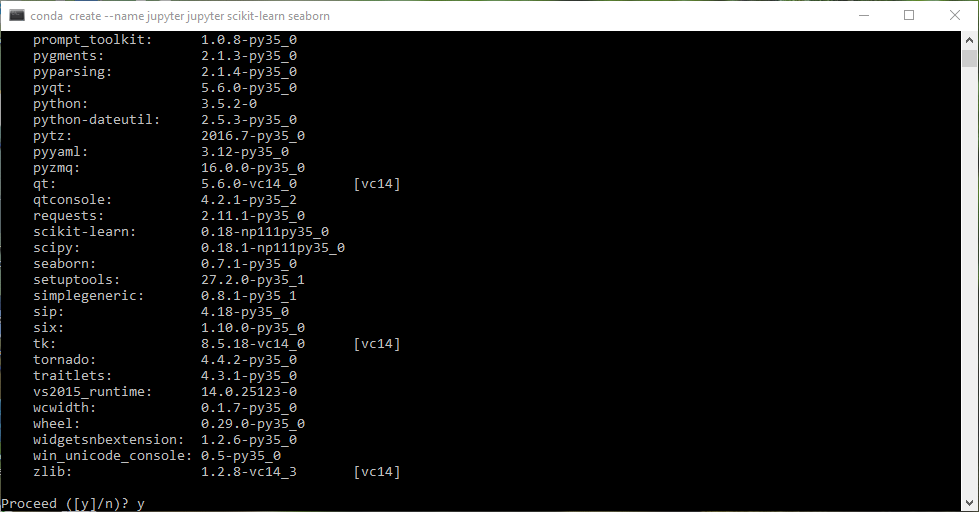 conda  create --name jupyter jupyter scikit-learn seaborn
prompt_toolkit:      1.0.8-py35_0
pygments:            2.1.3-py35_0
pyparsing:           2.1.4-py35_0
pyqt:                5.6.0-py35_0
python:              3.5.2-0
python-dateutil:     2.5.3-py35_0
pytz:                2016.7-py35_0
pyyaml:              3.12-py35_0
pyzmq:               16.0.0-py35_0
qt:                  5.6.0-vc14_0       [vc14]
qtconsole:           4.2.1-py35_2
requests:            2.11.1-py35_0
scikit-learn:        0.18-np111py35_0
scipy:               0.18.1-np111py35_0
seaborn:             0.7.1-py35_0
setuptools:          27.2.0-py35_1
simplegeneric:       0.8.1-py35_1
sip:                 4.18-py35_0
six:                 1.10.0-py35_0
tk:                  8.5.18-vc14_0      [vc14]
tornado:             4.4.2-py35_0
traitlets:           4.3.1-py35_0
vs2015_runtime:      14.0.25123-0
wcwidth:             0.1.7-py35_0
wheel:               0.29.0-py35_0
widgetsnbextension:  1.2.6-py35_0
win_unicode_console: 0.5-py35_0
zlib:                1.2.8-vc14_3       [vc14]
Proceed ([y]/n)? y